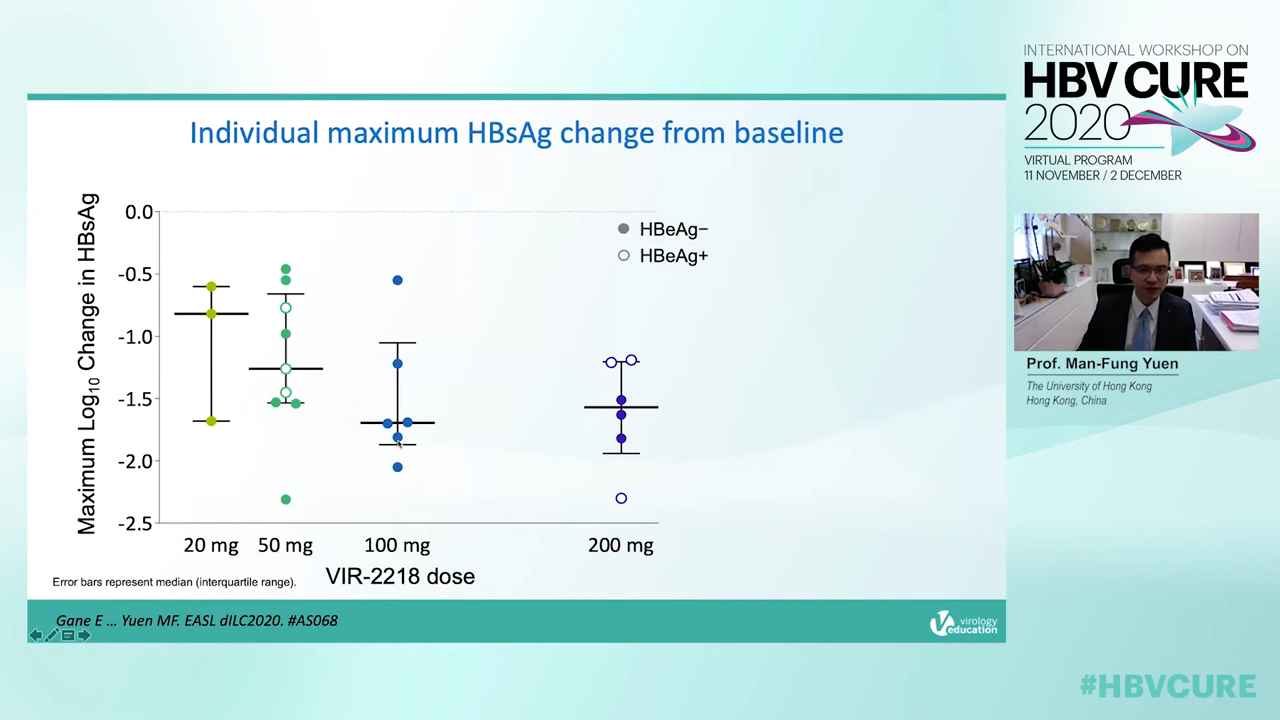 INTERNATIONAL WORKSHOP ON
HBV CURE
2020
VIRTUAL PROGRAM
11 NOVEMBER / 2 DECEMBER
Individual maximum HBsAg change from baseline
Maximum Log10 Change in HBsAg
0.0
-0.5
-1.0
-1.5
-2.0
-2.5
HBeAg−
HBeAg+
20 mg 50 mg 100 mg 200 mg
VIR-2218 dose
Error bars represent median (interquartile range).
Gane E ... Yuen MF. EASL dILC2020. #AS068
virology
education
Prof. Man-Fung Yuen
The University of Hong Kong
Hong Kong, China
#HBVCURE